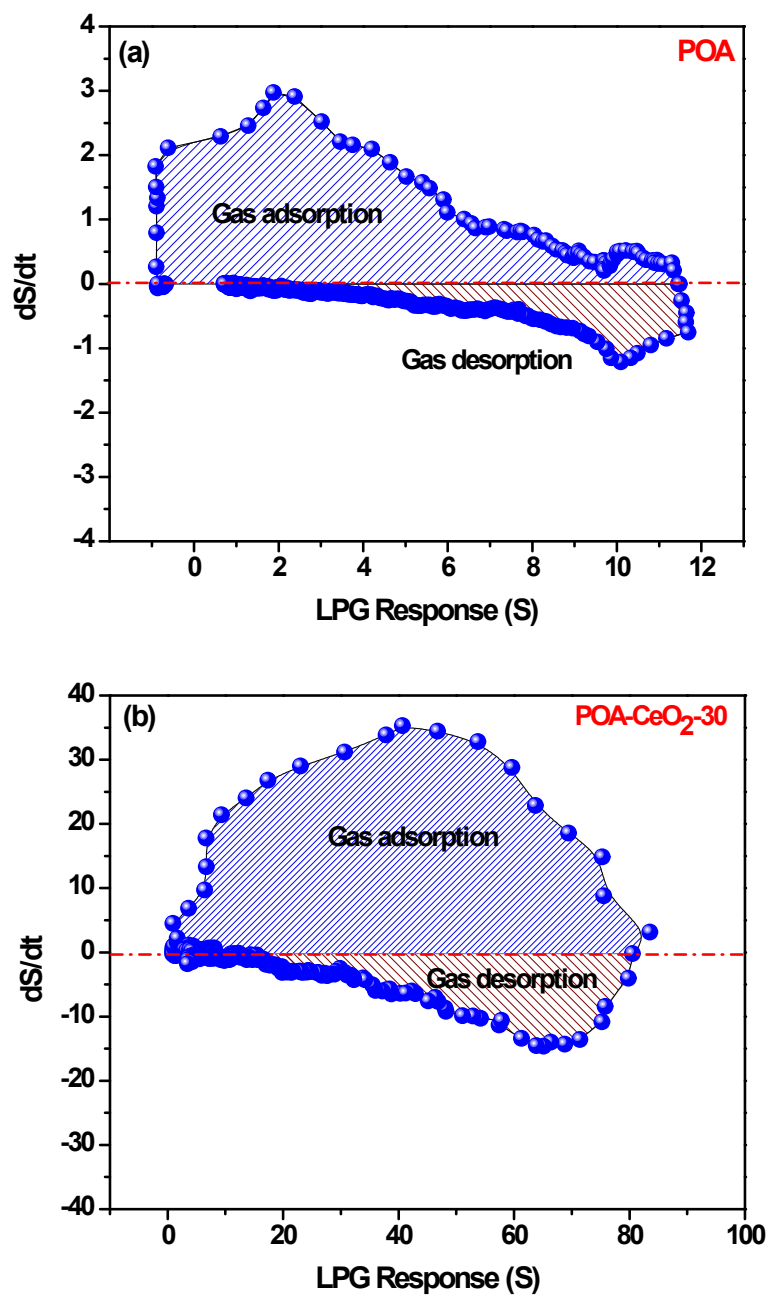 (a)
POA
4
3
2
1
0
-1
-2
-3
-4
dS/dt
Gas adsorption
Gas desorption
0 2 4 6 8 10 12
LPG Response (S)
(b)
POA-CeO2-30
40
30
20
10
0
-10
-20
-30
-40
dS/dt
Gas adsorption
Gas desorption
0 20 40 60 80 100
LPG Response (S)